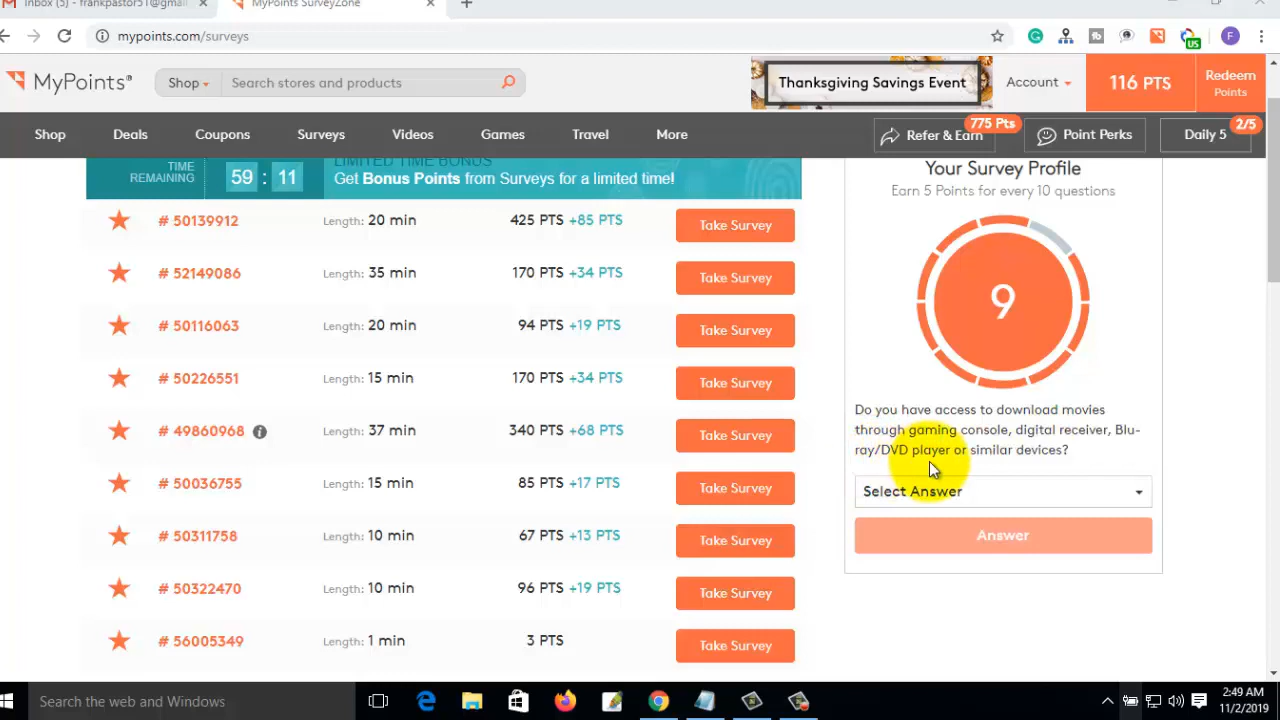 Inbox (5) - frankpastor51@gmail
MyPoints SurveyZone
mypoints.com/surveys
US
F
MyPoints®
Shop
Search stores and products
Thanksgiving Savings Event
Account
116 PTS
Redeem
Points
Shop
Deals
Coupons
Surveys
Videos
Games
Travel
More
Refer & Earn
775 Pts
Point Perks
Daily 5
2/5
TIME
REMAINING
59 : 11
LIMITED TIME BONUS
Get Bonus Points from Surveys for a limited time!
# 50139912 Length: 20 min 425 PTS +85 PTS Take Survey
# 52149086 Length: 35 min 170 PTS +34 PTS Take Survey
# 50116063 Length: 20 min 94 PTS +19 PTS Take Survey
# 50226551 Length: 15 min 170 PTS +34 PTS Take Survey
# 49860968 Length: 37 min 340 PTS +68 PTS Take Survey
# 50036755 Length: 15 min 85 PTS +17 PTS Take Survey
# 50311758 Length: 10 min 67 PTS +13 PTS Take Survey
# 50322470 Length: 10 min 96 PTS +19 PTS Take Survey
# 56005349 Length: 1 min 3 PTS Take Survey
Your Survey Profile
Earn 5 Points for every 10 questions
9
Do you have access to download movies
through gaming console, digital receiver, Blu-
ray/DVD player or similar devices?
Select Answer
Answer
Search the web and Windows
2:49 AM
11/2/2019